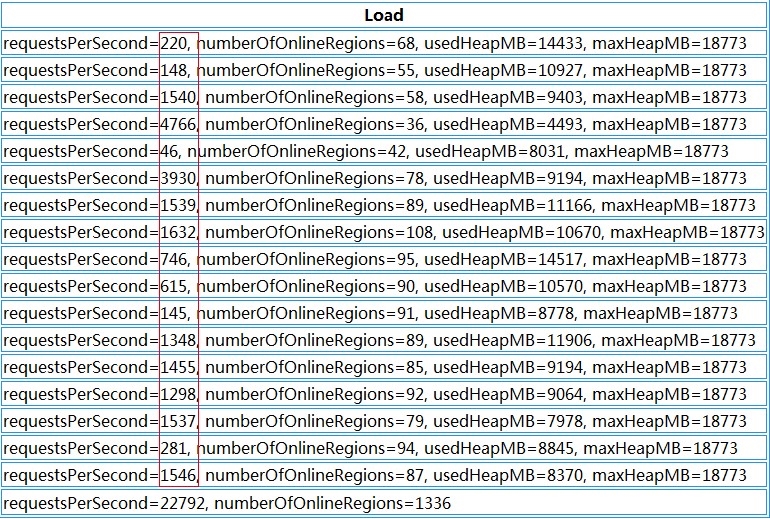 Load
requestsPerSecond=220, numberOfOnlineRegions=68, usedHeapMB=14433, maxHeapMB=18773
requestsPerSecond=148, numberOfOnlineRegions=55, usedHeapMB=10927, maxHeapMB=18773
requestsPerSecond=1540, numberOfOnlineRegions=58, usedHeapMB=9403, maxHeapMB=18773
requestsPerSecond=4766, numberOfOnlineRegions=36, usedHeapMB=4493, maxHeapMB=18773
requestsPerSecond=46, numberOfOnlineRegions=42, usedHeapMB=8031, maxHeapMB=18773
requestsPerSecond=3930, numberOfOnlineRegions=78, usedHeapMB=9194, maxHeapMB=18773
requestsPerSecond=1539, numberOfOnlineRegions=89, usedHeapMB=11166, maxHeapMB=18773
requestsPerSecond=1632, numberOfOnlineRegions=108, usedHeapMB=10670, maxHeapMB=18773
requestsPerSecond=746, numberOfOnlineRegions=95, usedHeapMB=14517, maxHeapMB=18773
requestsPerSecond=615, numberOfOnlineRegions=90, usedHeapMB=10570, maxHeapMB=18773
requestsPerSecond=145, numberOfOnlineRegions=91, usedHeapMB=8778, maxHeapMB=18773
requestsPerSecond=1348, numberOfOnlineRegions=89, usedHeapMB=11906, maxHeapMB=18773
requestsPerSecond=1455, numberOfOnlineRegions=85, usedHeapMB=9194, maxHeapMB=18773
requestsPerSecond=1298, numberOfOnlineRegions=92, usedHeapMB=9064, maxHeapMB=18773
requestsPerSecond=1537, numberOfOnlineRegions=79, usedHeapMB=7978, maxHeapMB=18773
requestsPerSecond=281, numberOfOnlineRegions=94, usedHeapMB=8845, maxHeapMB=18773
requestsPerSecond=1546, numberOfOnlineRegions=87, usedHeapMB=8370, maxHeapMB=18773
requestsPerSecond=22792, numberOfOnlineRegions=1336